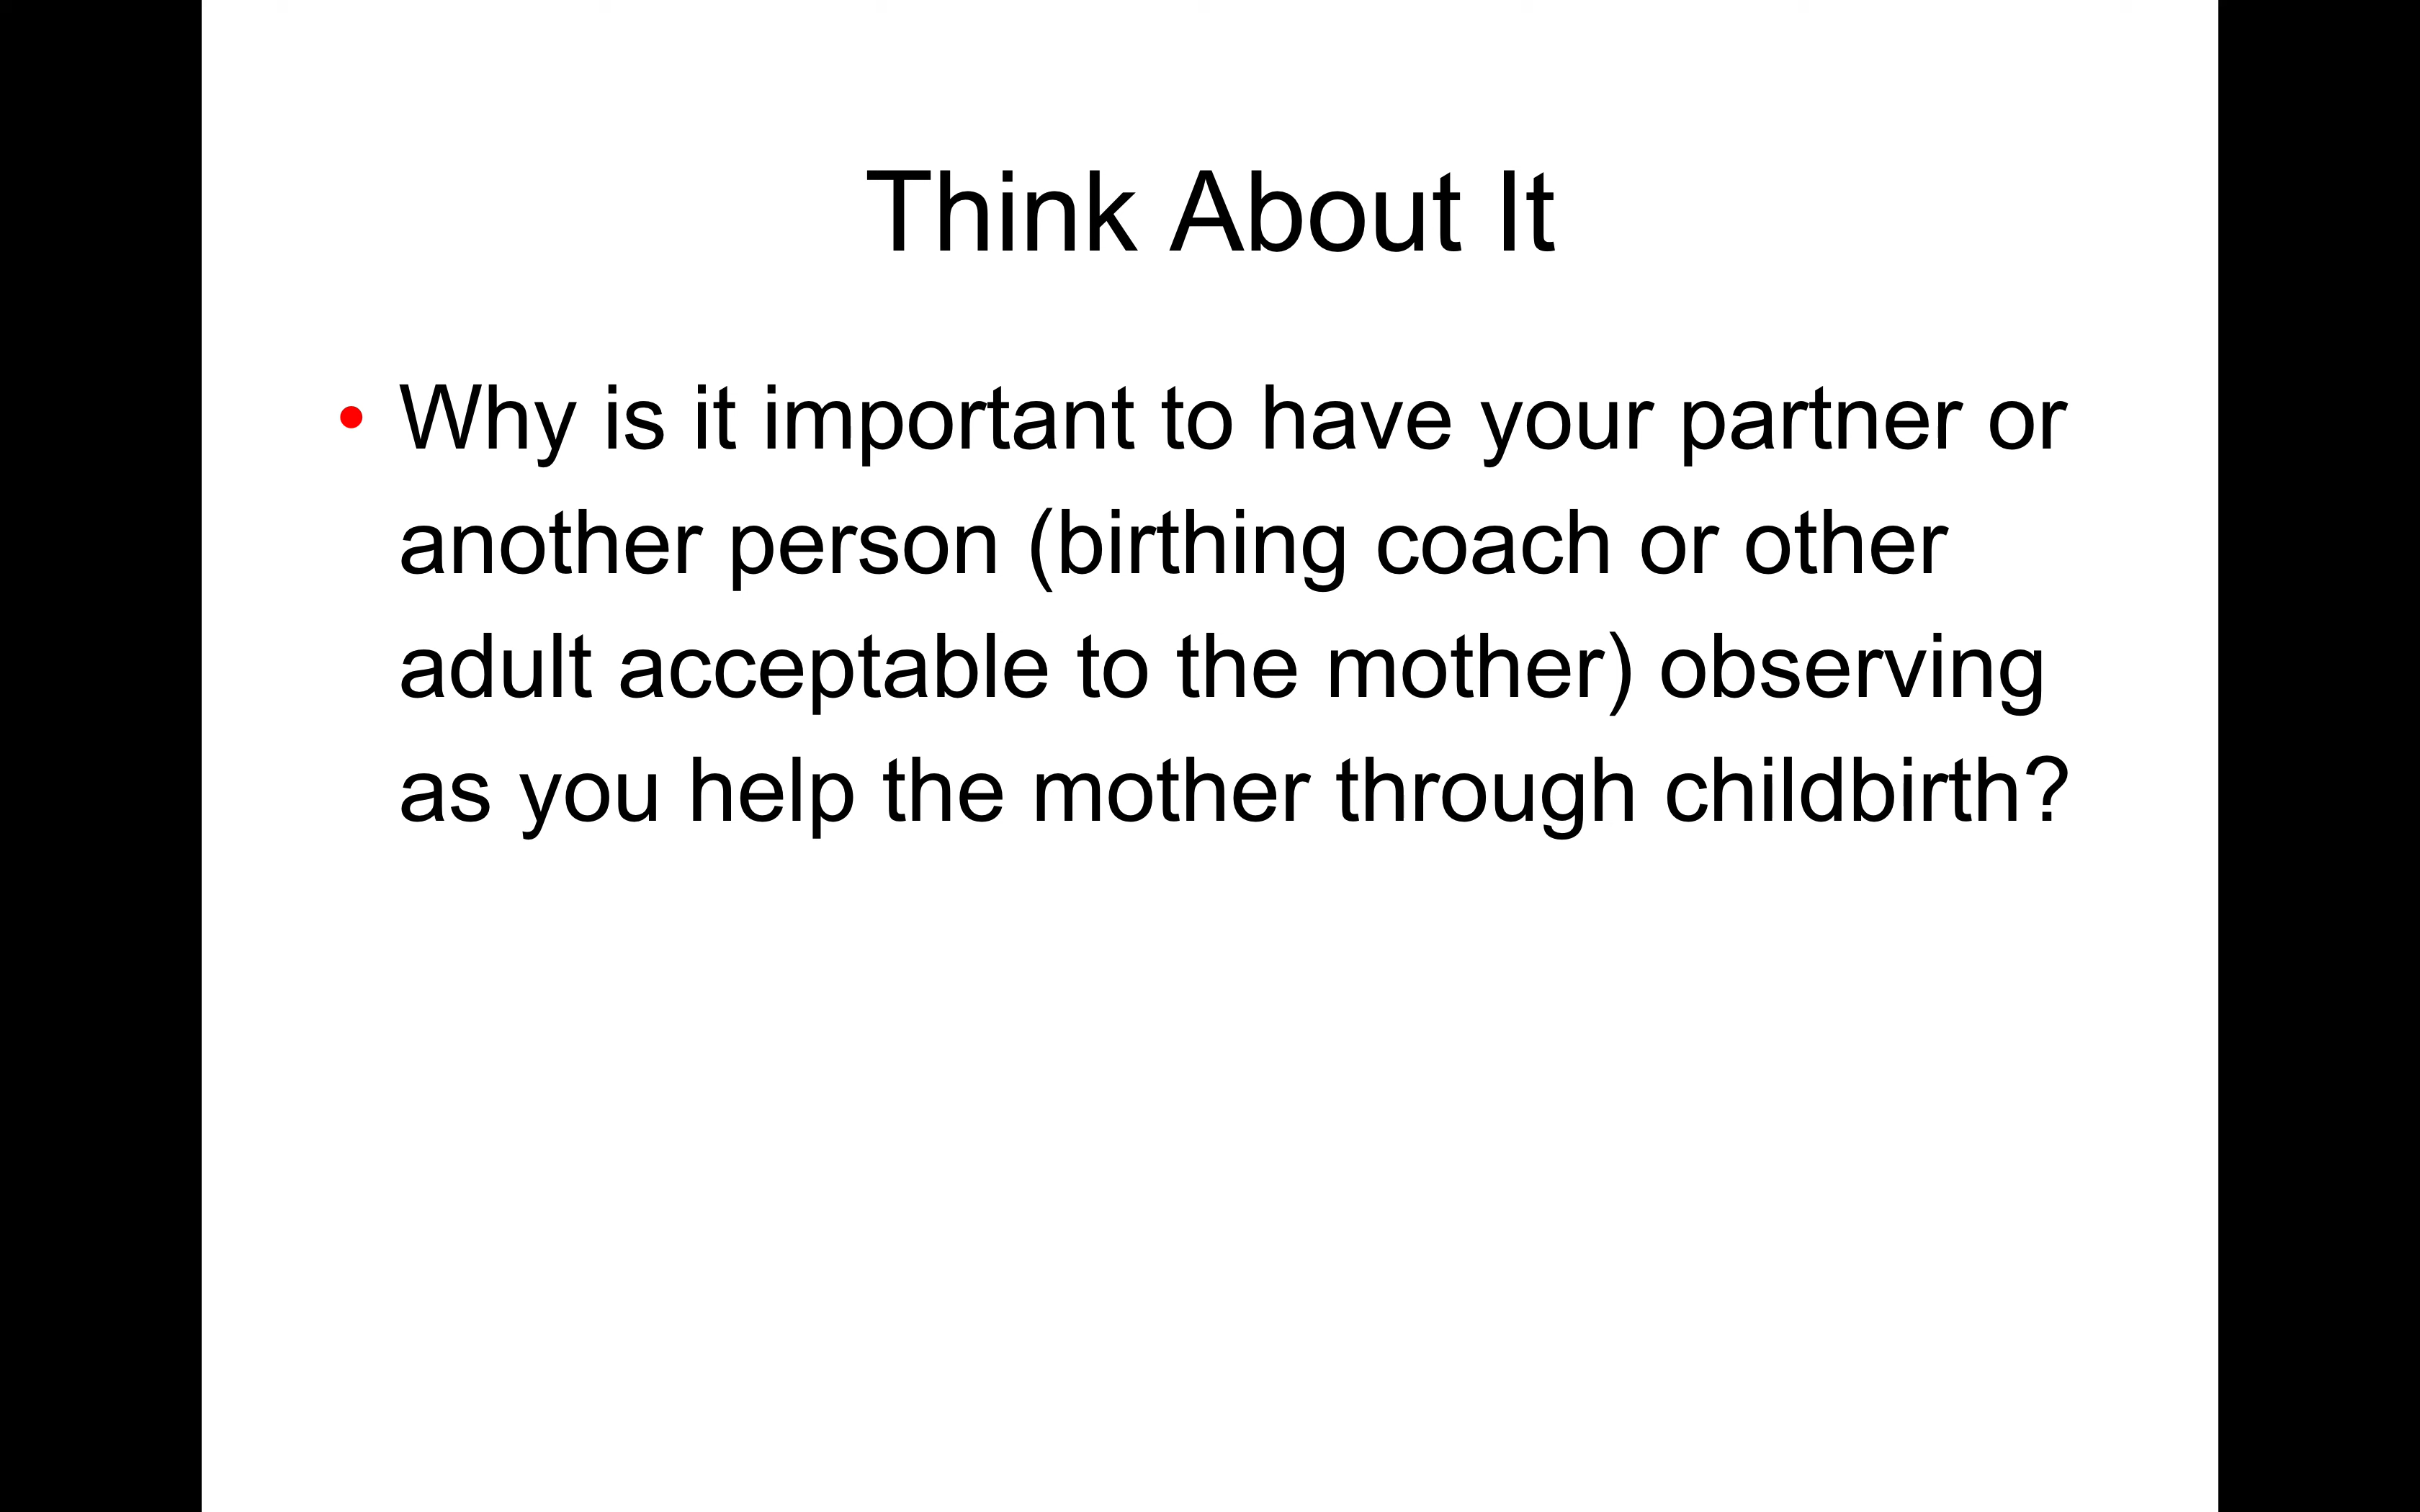 Think About It
• Why is it important to have your partner or
another person (birthing coach or other
adult acceptable to the mother) observing
as you help the mother through childbirth?